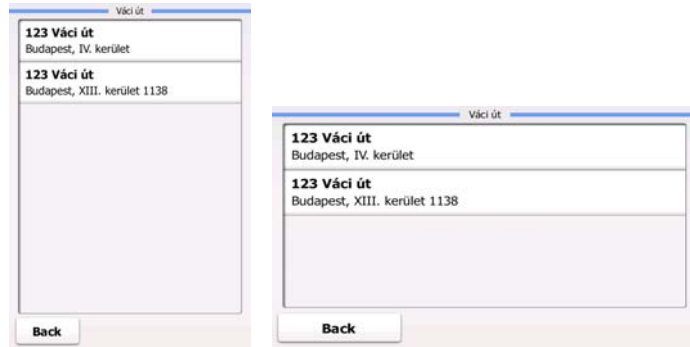 Váci út
123 Váci út
Budapest, IV. kerület
123 Váci út
Budapest, XIII. kerület 1138
Back
Váci út
123 Váci út
Budapest, IV. kerület
123 Váci út
Budapest, XIII. kerület 1138
Back